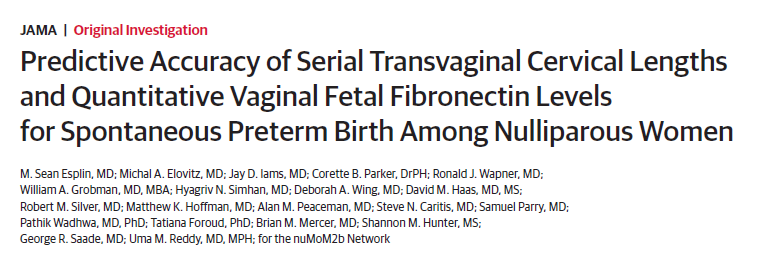 JAMA | Original Investigation
Predictive Accuracy of Serial Transvaginal Cervical Lengths
and Quantitative Vaginal Fetal Fibronectin Levels
for Spontaneous Preterm Birth Among Nulliparous Women
M. Sean Esplin, MD; Michal A. Elovitz, MD; Jay D. Iams, MD; Corette B. Parker, DrPH; Ronald J. Wapner, MD;
William A. Grobman, MD, MBA; Hyagriv N. Simhan, MD; Deborah A. Wing, MD; David M. Haas, MD, MS;
Robert M. Silver, MD; Matthew K. Hoffman, MD; Alan M. Peaceman, MD; Steve N. Caritis, MD; Samuel Parry, MD;
Pathik Wadhwa, MD, PhD; Tatiana Foroud, PhD; Brian M. Mercer, MD; Shannon M. Hunter, MS;
George R. Saade, MD; Uma M. Reddy, MD, MPH; for the nuMoM2b Network